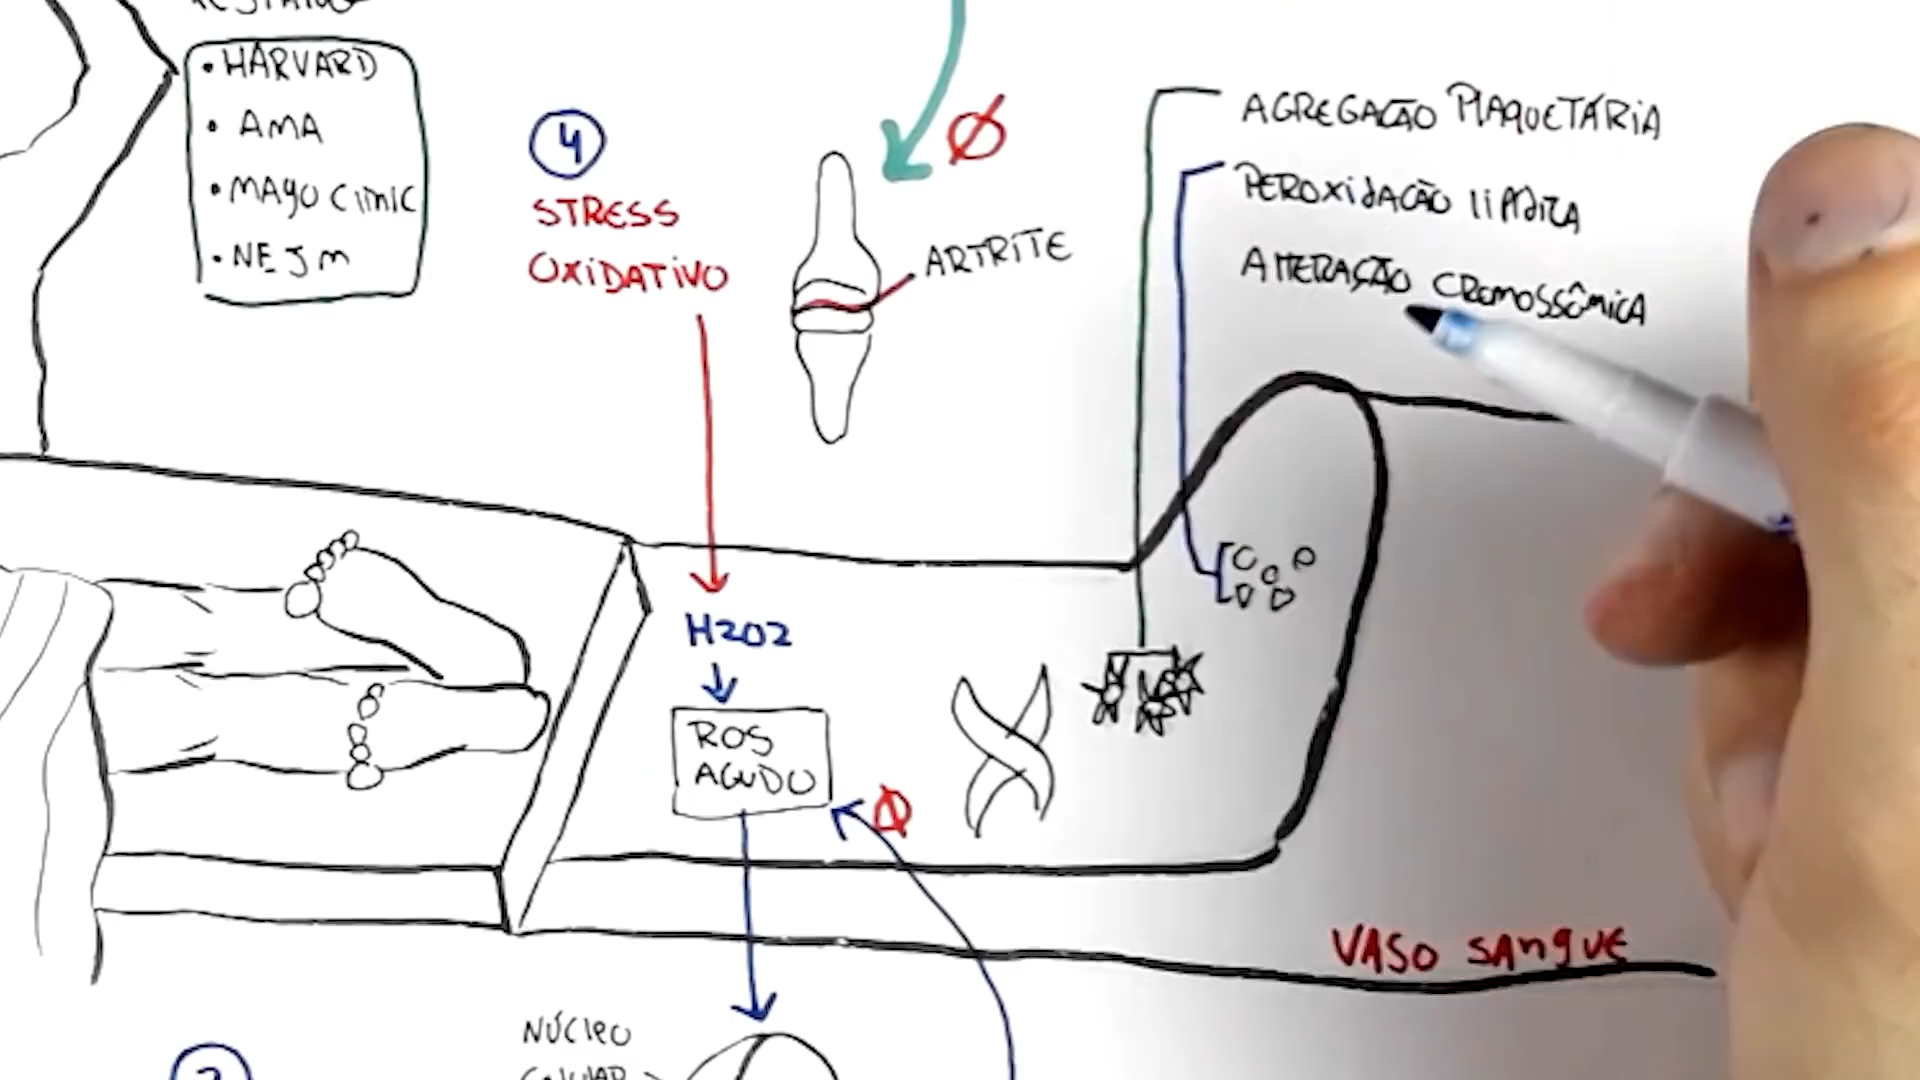 • HARVARD
• AMA
• MAYO CLINIC
• NEJM
4
STRESS
OXIDATIVO
ARTRITE
AGREGAÇÃO PLAQUETÁRIA
PEROXIDAÇÃO LIPÍDICA
ALTERAÇÃO CROMOSSÔMICA
H2O2
ROS
AGUDO
VASO SANGUE
NÚCLEO